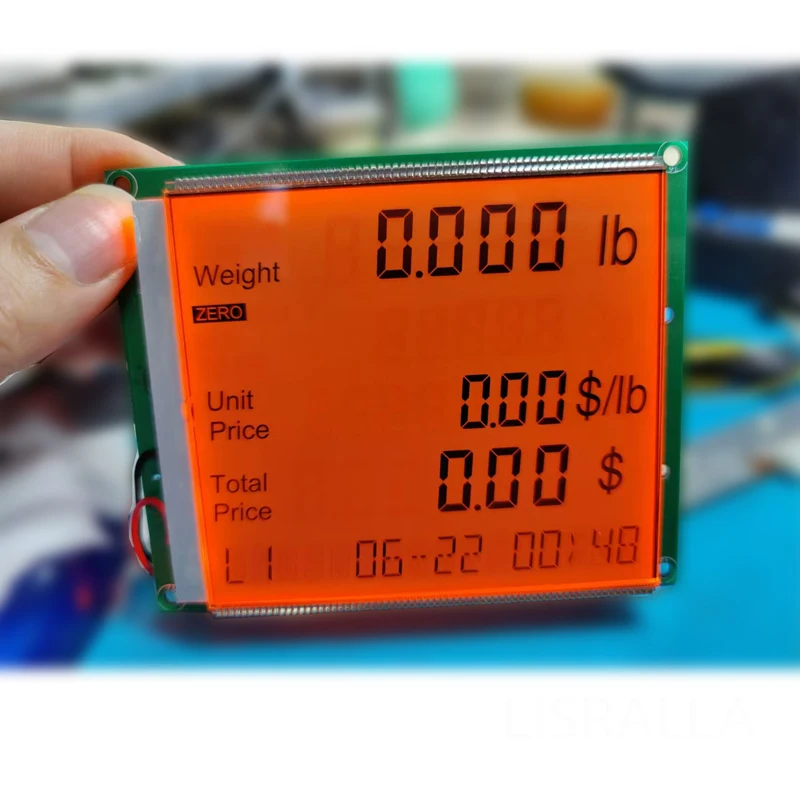 Weight 0.000 lb
ZERO
Unit
Price 0.00 $/lb
Total
Price 0.00 $
L1 06--22 00:48
LISRALLA